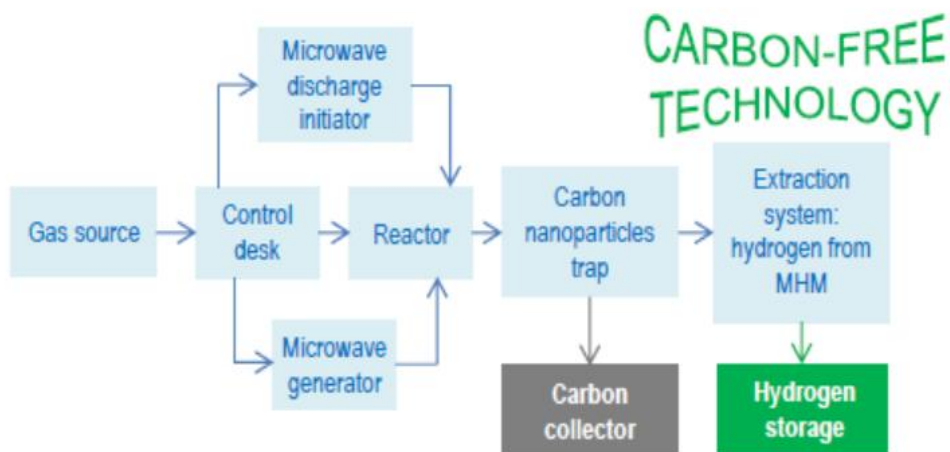 CARBON-FREE
TECHNOLOGY
Microwave
discharge
initiator
Gas source
Control
desk
Reactor
Carbon
nanoparticles
trap
Extraction
system:
hydrogen from
MHM
Microwave
generator
Carbon
collector
Hydrogen
storage